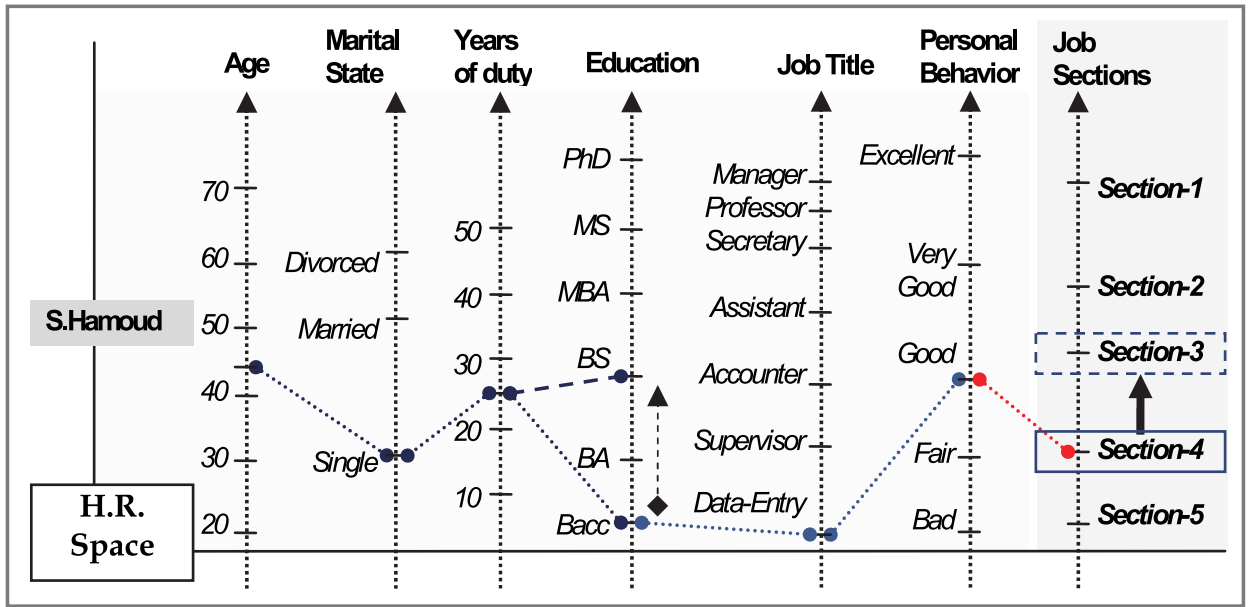 Age
Marital
State
Years
of duty
Education
Job Title
Personal
Behavior
Job
Sections
70
60
50
40
30
20
Divorced
Married
Single
50
40
30
20
10
PhD
MS
MBA
BS
BA
Bacc
Manager
Professor
Secretary
Assistant
Accounter
Supervisor
Data-Entry
Excellent
Very
Good
Good
Fair
Bad
Section-1
Section-2
Section-3
Section-4
Section-5
S.Hamoud
H.R.
Space